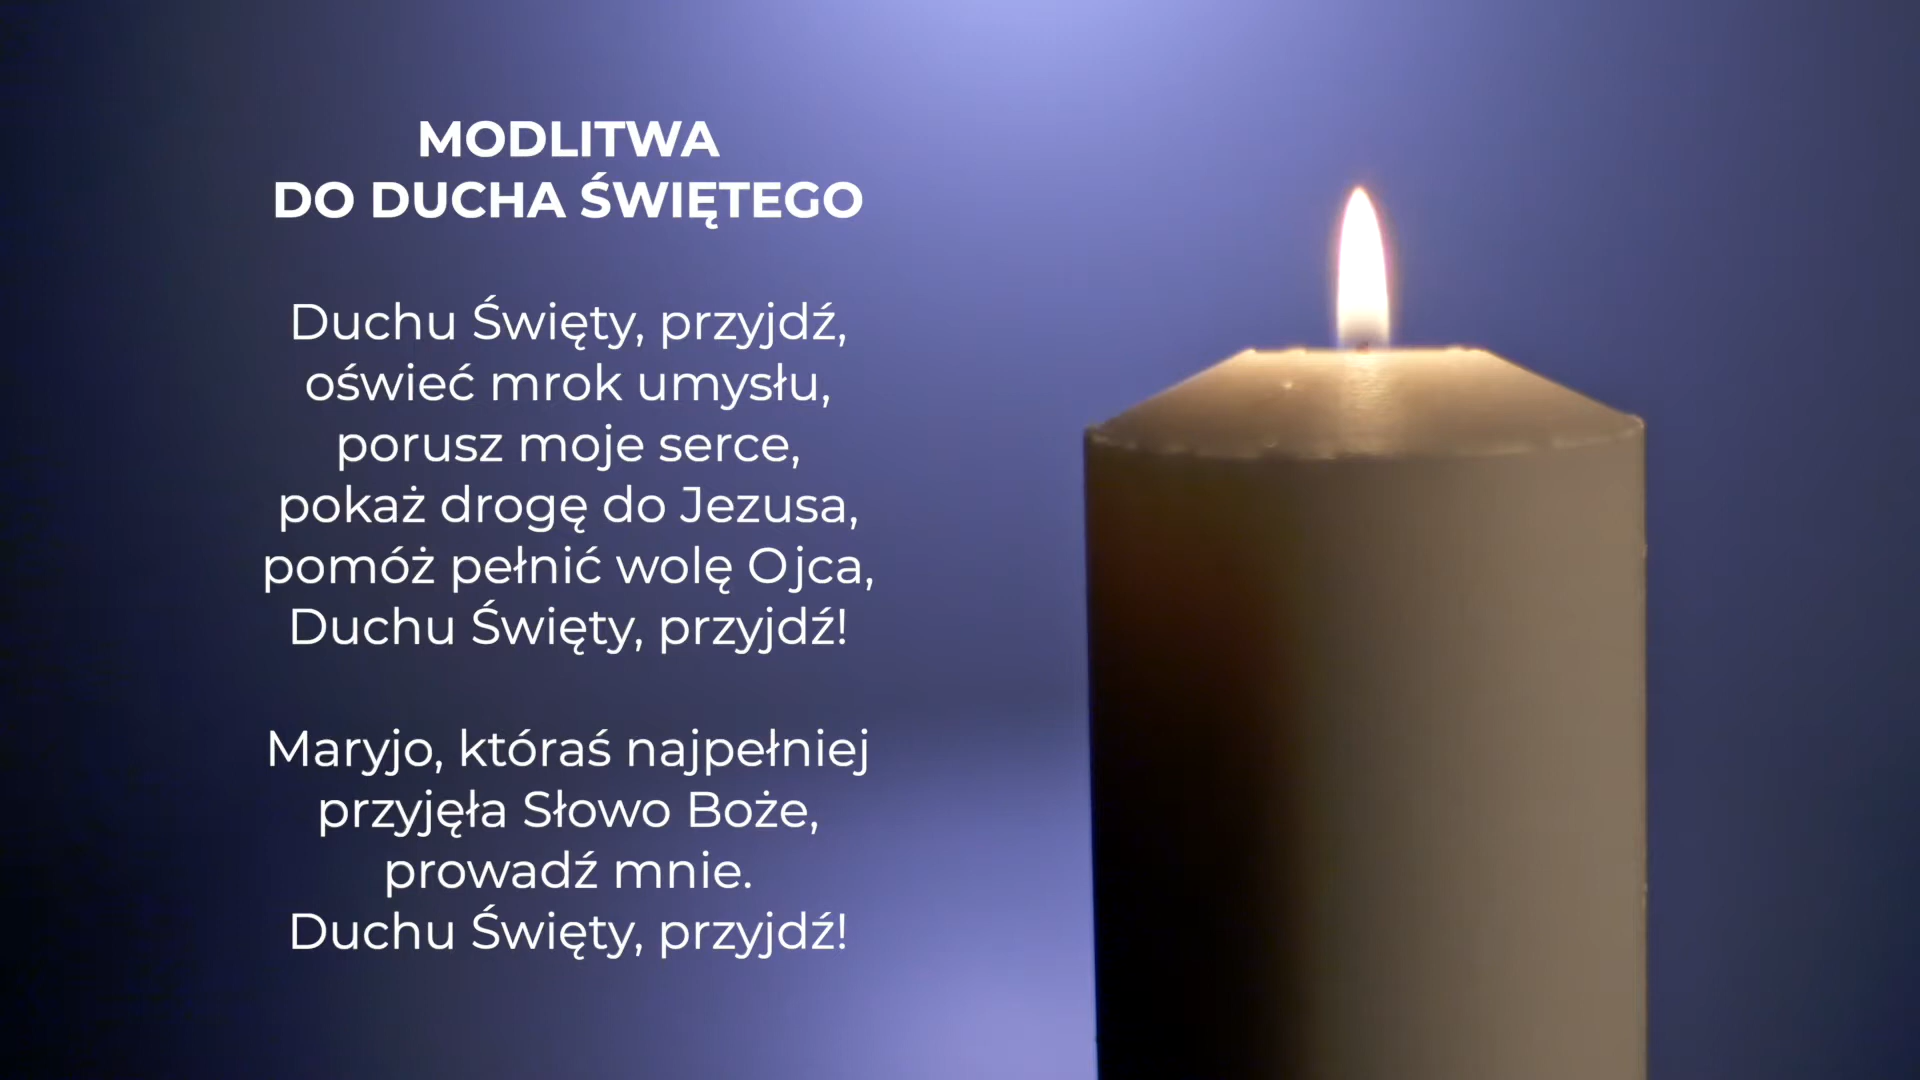 MODLITWA
DO DUCHA ŚWIĘTEGO
Duchu Święty, przyjdź,
oświeć mrok umysłu,
porusz moje serce,
pokaż drogę do Jezusa,
pomóż pełnić wolę Ojca,
Duchu Święty, przyjdź!
Maryjo, któraś najpełniej
przyjęła Słowo Boże,
prowadź mnie.
Duchu Święty, przyjdź!